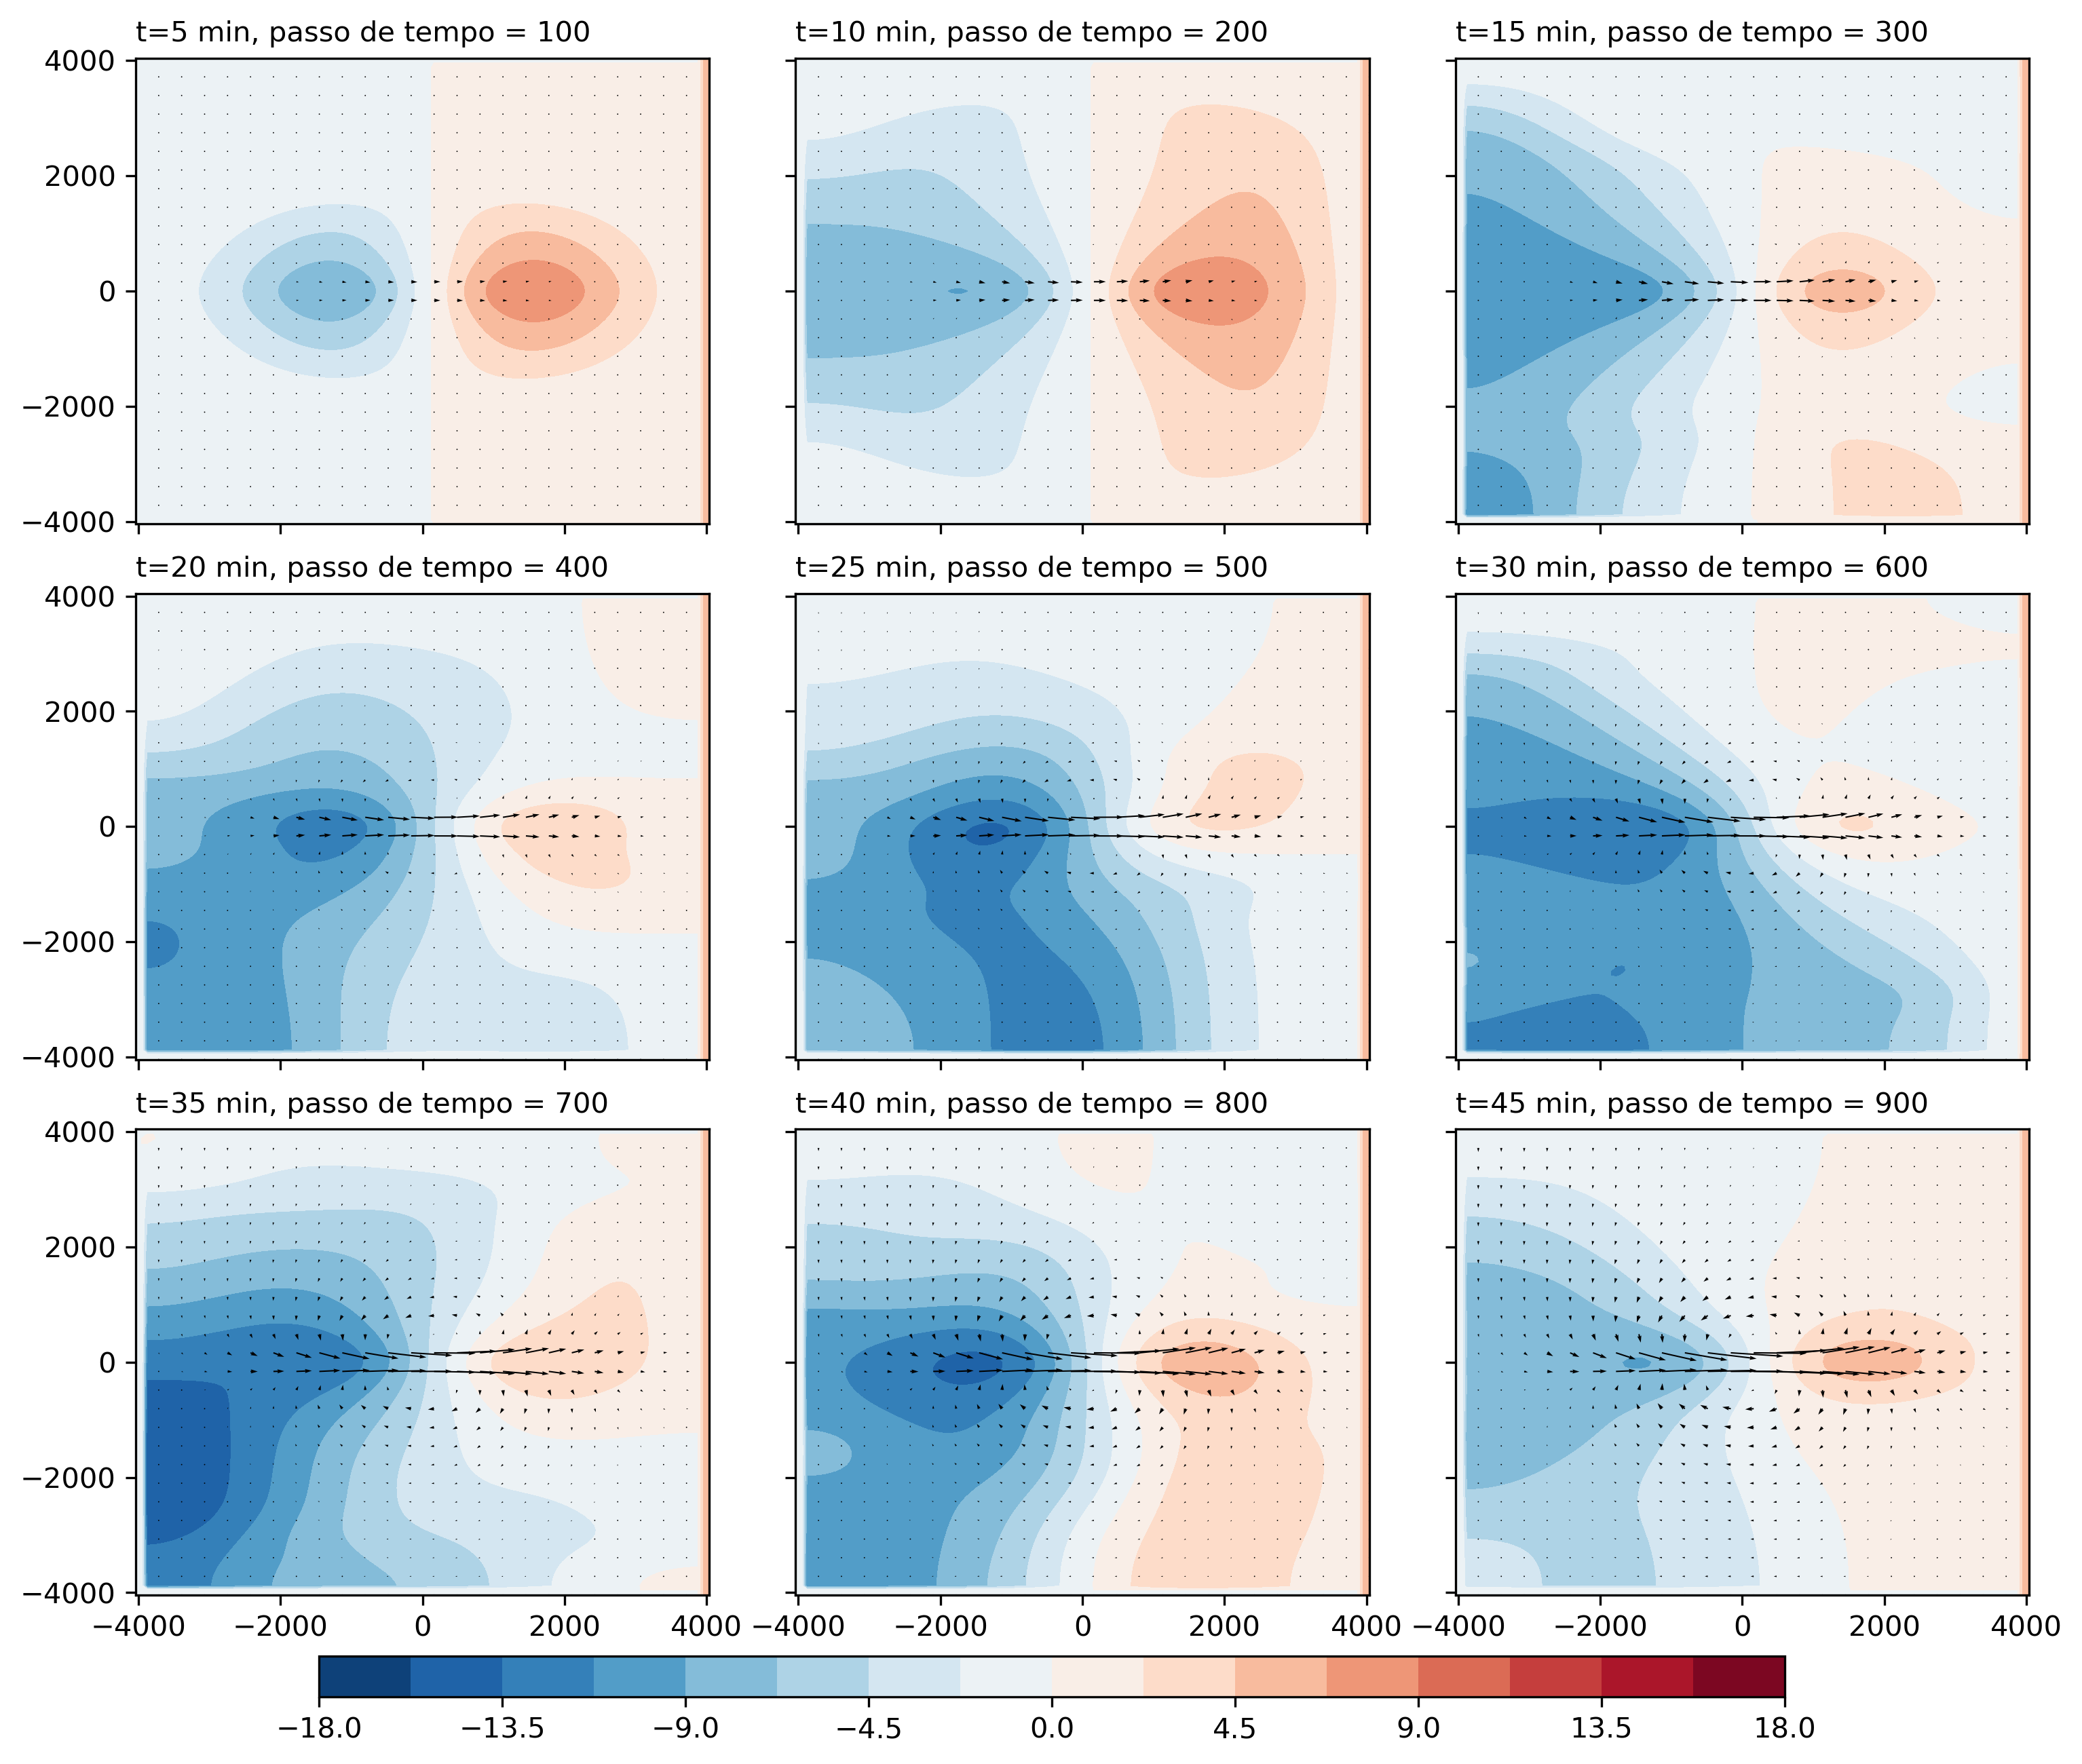 t=5 min, passo de tempo = 100
t=10 min, passo de tempo = 200
t=15 min, passo de tempo = 300
4000
2000
0
−2000
−4000
t=20 min, passo de tempo = 400
t=25 min, passo de tempo = 500
t=30 min, passo de tempo = 600
4000
2000
0
−2000
−4000
t=35 min, passo de tempo = 700
t=40 min, passo de tempo = 800
t=45 min, passo de tempo = 900
4000
2000
0
−2000
−4000
−4000 −2000 0 2000 4000
−4000 −2000 0 2000 4000
−4000 −2000 0 2000 4000
−18.0 −13.5 −9.0 −4.5 0.0 4.5 9.0 13.5 18.0